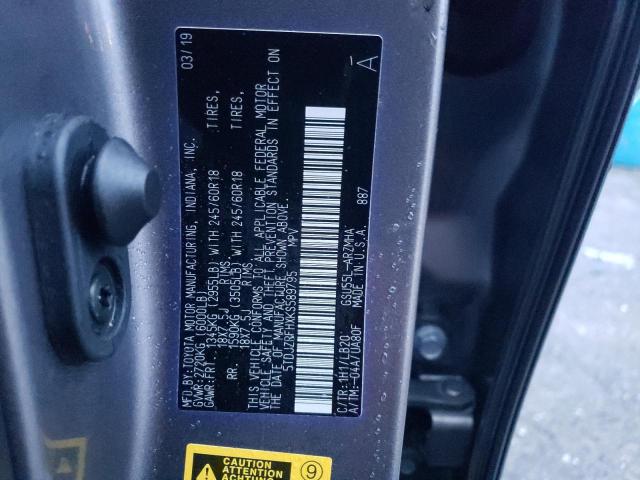 MFD.BY:TOYOTA MOTOR MANUFACTURING, INDIANA, INC. 03/19
GVWR:2720KG ( 6000LB)
GAWR:FRT. 1345KG (2955LB) WITH 245/60R18 TIRES,
18X7.5J RIMS,
RR. 1590KG (3505LB) WITH 245/60R18 TIRES,
18X7.5J RIMS
THIS VEHICLE CONFORMS TO ALL APPLICABLE FEDERAL MOTOR
VEHICLE SAFETY AND THEFT PREVENTION STANDARDS IN EFFECT ON
THE DATE OF MANUFACTURE SHOWN ABOVE.
MPV
A
C/TR:1H1/LB20 GSU55L-ARZMHA
A/TM:-04A/UA80F MADE IN U.S.A. 887
CAUTION
ATTENTION
ACHTUNG
9